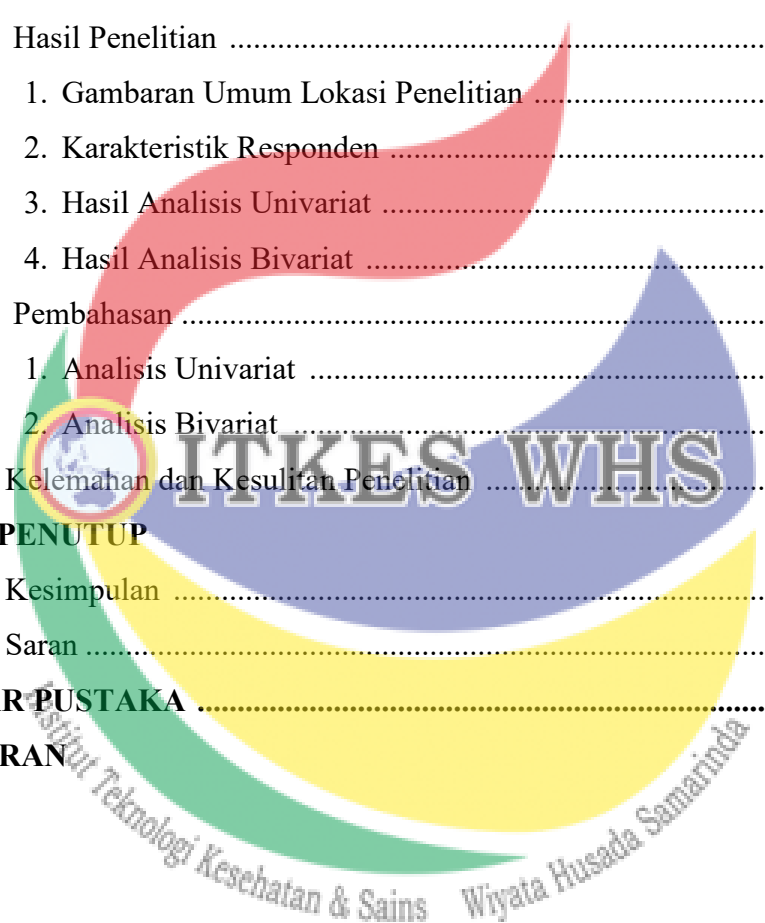 Hasil Penelitian ....................................................................
1. Gambaran Umum Lokasi Penelitian .............................
2. Karakteristik Responden ...............................................
3. Hasil Analisis Univariat ................................................
4. Hasil Analisis Bivariat ..................................................
Pembahasan ..........................................................................
1. Analisis Univariat .........................................................
2. Analisis Bivariat ...........................................................
ITKES WHS
Kelemahan dan Kesulitan Penelitian ...................................
PENUTUP
Kesimpulan ..........................................................................
Saran .....................................................................................
AR PUSTAKA .......................................................................
RAN
Institut Teknologi Kesehatan & Sains Wiyata Husada Samarinda